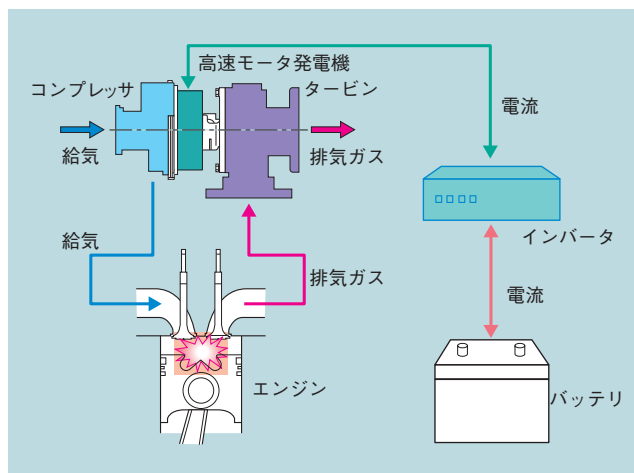 高速モータ発電機
コンプレッサ
タービン
電流
給気
排気ガス
インバータ
給気
排気ガス
電流
エンジン
バッテリ